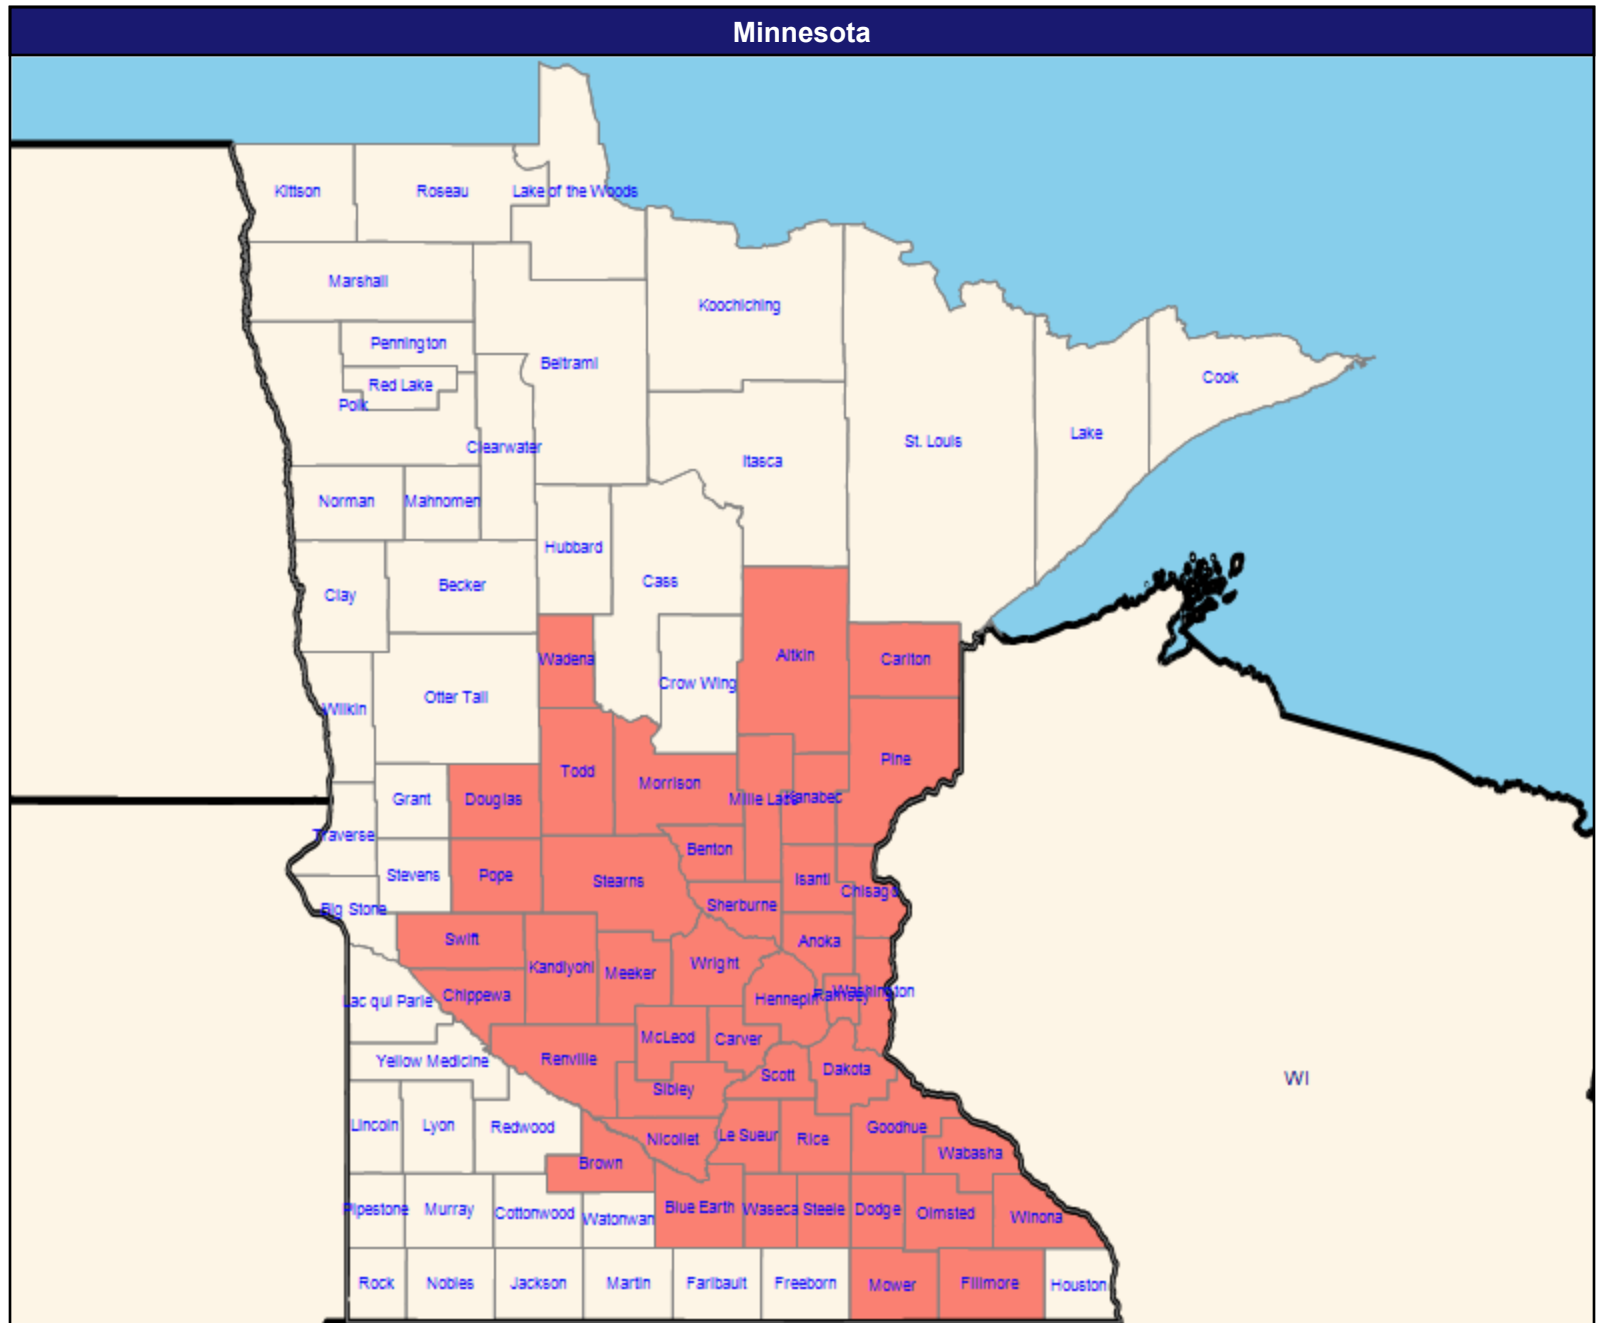 Minnesota
Kittson
Roseau
Lake of the Woods
Marshall
Koochiching
Pennington
Beltrami
Cook
Red Lake
Polk
Lake
St. Louis
Clearwater
Itasca
Norman
Mahnomen
Hubbard
Cass
Becker
Clay
Wadena
Aitkin
Carlton
Crow Wing
Otter Tail
Wilkin
Pine
Todd
Morrison
Grant
Douglas
Mille Lacs
Kanabec
Traverse
Benton
Stevens
Pope
Stearns
Isanti
Chisago
Sherburne
Big Stone
Swift
Anoka
Kandiyohi
Meeker
Wright
Washington
Chippewa
Lac qui Parle
Hennepin
Ramsey
McLeod
Carver
Renville
Yellow Medicine
Dakota
Scott
WI
Sibley
Lincoln
Lyon
Redwood
Goodhue
Le Sueur
Rice
Nicollet
Wabasha
Brown
Blue Earth
Pipestone
Murray
Waseca
Steele
Dodge
Cottonwood
Olmsted
Winona
Watonwan
Rock
Nobles
Jackson
Martin
Faribault
Freeborn
Mower
Fillmore
Houston